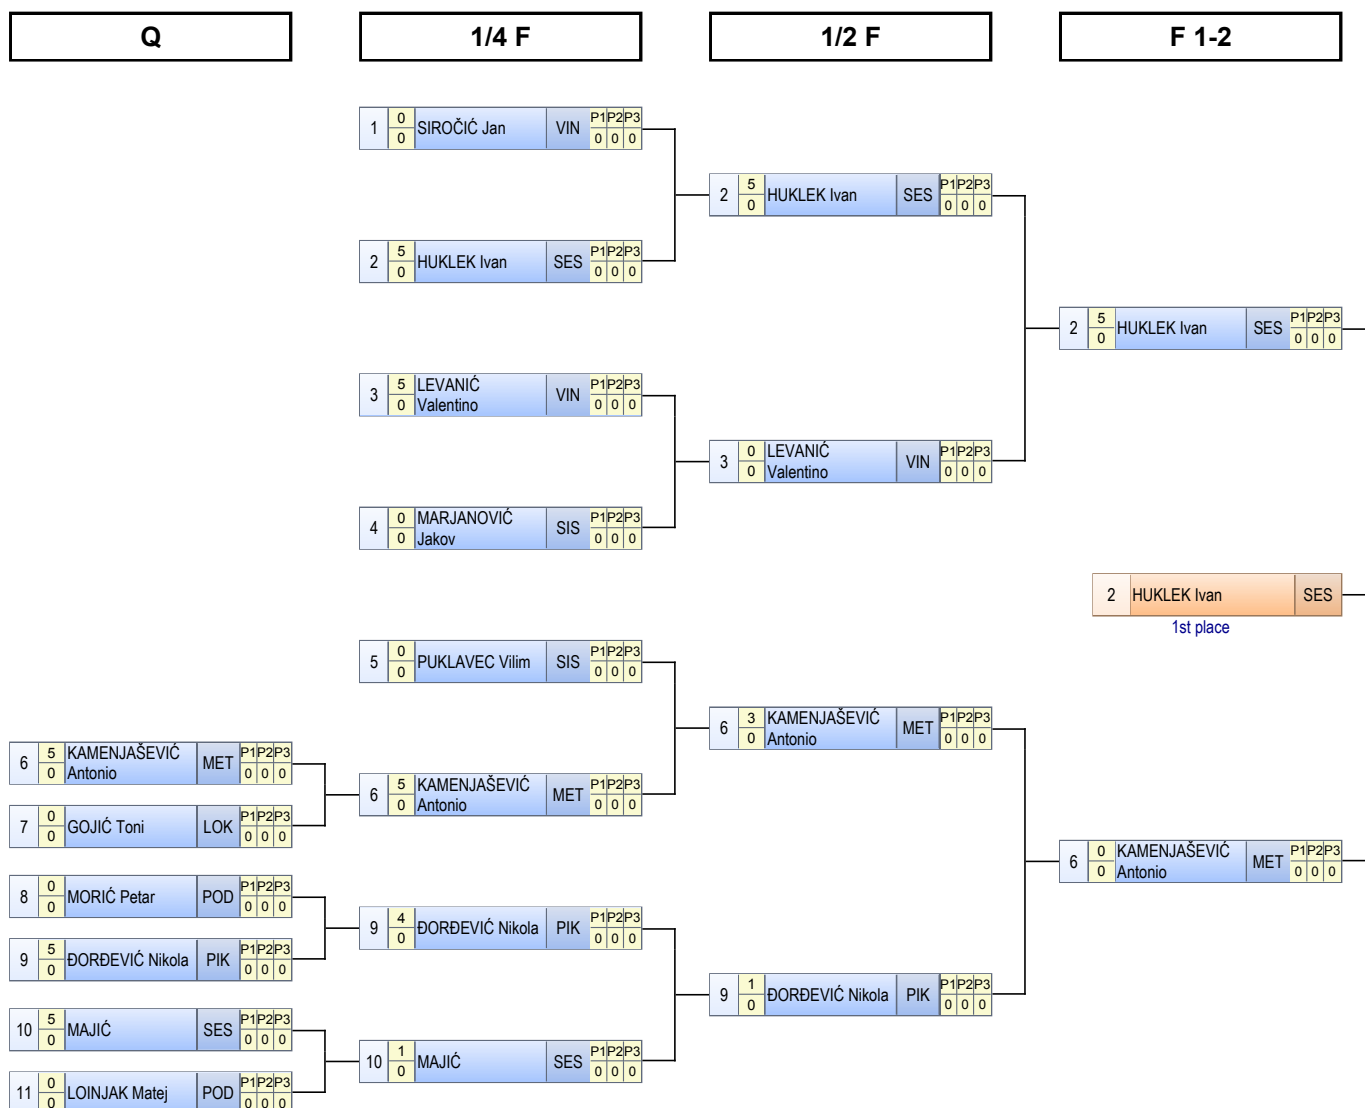 Q
1/4 F
1/2 F
F 1-2
1 0 0 SIROČIĆ Jan VIN P1 P2 P3 0 0 0
2 5 0 HUKLEK Ivan SES P1 P2 P3 0 0 0
2 5 0 HUKLEK Ivan SES P1 P2 P3 0 0 0
2 5 0 HUKLEK Ivan SES P1 P2 P3 0 0 0
3 5 0 LEVANIĆ
Valentino VIN P1 P2 P3 0 0 0
3 0 0 LEVANIĆ
Valentino VIN P1 P2 P3 0 0 0
4 0 0 MARJANOVIĆ
Jakov SIS P1 P2 P3 0 0 0
2 HUKLEK Ivan SES
1st place
5 0 0 PUKLAVEC Vilim SIS P1 P2 P3 0 0 0
6 3 0 KAMENJAŠEVIĆ
Antonio MET P1 P2 P3 0 0 0
6 5 0 KAMENJAŠEVIĆ
Antonio MET P1 P2 P3 0 0 0
6 5 0 KAMENJAŠEVIĆ
Antonio MET P1 P2 P3 0 0 0
7 0 0 GOJIĆ Toni LOK P1 P2 P3 0 0 0
6 0 0 KAMENJAŠEVIĆ
Antonio MET P1 P2 P3 0 0 0
8 0 0 MORIĆ Petar POD P1 P2 P3 0 0 0
9 4 0 ĐORĐEVIĆ Nikola PIK P1 P2 P3 0 0 0
9 5 0 ĐORĐEVIĆ Nikola PIK P1 P2 P3 0 0 0
9 1 0 ĐORĐEVIĆ Nikola PIK P1 P2 P3 0 0 0
10 5 0 MAJIĆ SES P1 P2 P3 0 0 0
10 1 0 MAJIĆ SES P1 P2 P3 0 0 0
11 0 0 LOINJAK Matej POD P1 P2 P3 0 0 0